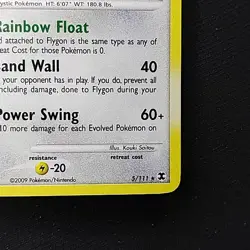 ystic Pokémon HT: 6'07" WT: 180.8 lbs.
Rainbow Float
d attached to Flygon is the same type as any of
reat Cost for those Pokémon is 0.
Sand Wall 40
your opponent has in play. If you do, prevent all
including damage, done to Flygon during your
Power Swing 60+
10 more damage for each Evolved Pokémon on
Illus. Kouki Saitou
resistance retreat cost
-20
©2009 Pokémon/Nintendo 5/111 ★